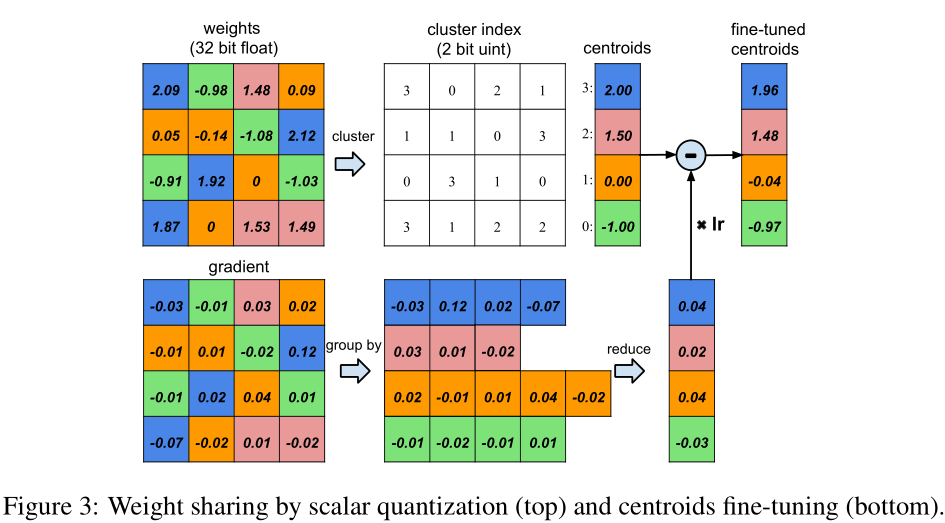 weights
(32 bit float)
cluster index
(2 bit uint)
centroids
fine-tuned
centroids
2.09 -0.98 1.48 0.09
3 0 2 1
3: 2.00
1.96
0.05 -0.14 -1.08 2.12
cluster
1 1 0 3
2: 1.50
1.48
-0.91 1.92 0 -1.03
0 3 1 0
1: 0.00
-0.04
1.87 0 1.53 1.49
3 1 2 2
0: -1.00
-0.97
× lr
gradient
-0.03 -0.01 0.03 0.02
-0.03 0.12 0.02 -0.07
0.04
-0.01 0.01 -0.02 0.12
group by
0.03 0.01 -0.02
reduce
0.02
-0.01 0.02 0.04 0.01
0.02 -0.01 0.01 0.04 -0.02
0.04
-0.07 -0.02 0.01 -0.02
-0.01 -0.02 -0.01 0.01
-0.03
Figure 3: Weight sharing by scalar quantization (top) and centroids fine-tuning (bottom).